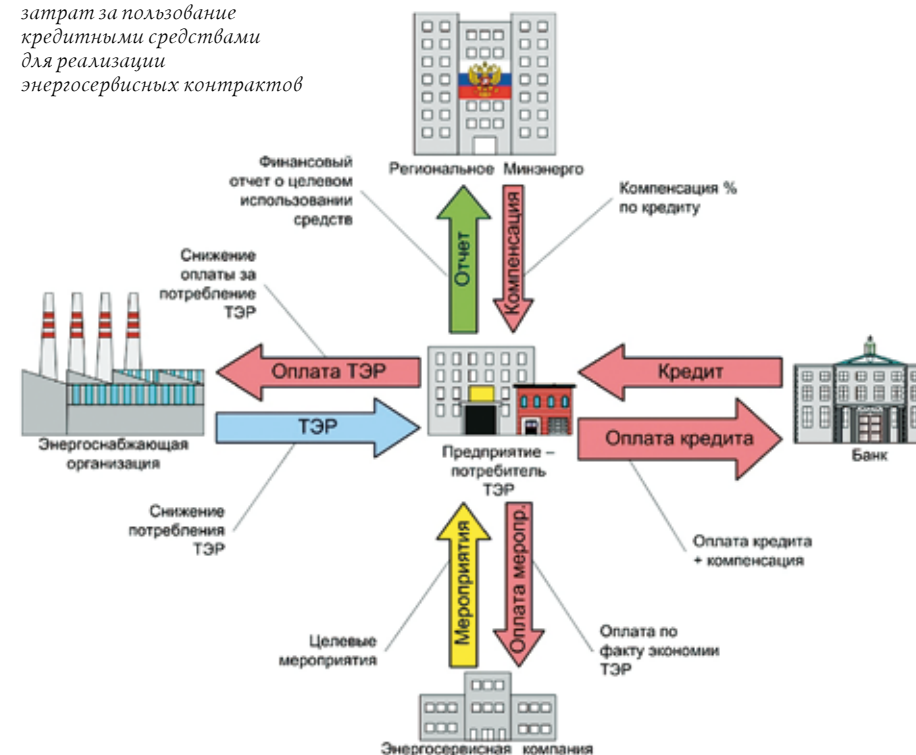 затрат за пользование
кредитными средствами
для реализации
энергосервисных контрактов
Региональное Минэнерго
Финансовый
отчет о целевом
использовании
средств
Отчет
Компенсация
Компенсация %
по кредиту
Снижение
оплаты за
потребление
ТЭР
Оплата ТЭР
Кредит
ТЭР
Оплата кредита
Энергоснабжающая
организация
Предприятие –
потребитель
ТЭР
Банк
Снижение
потребления
ТЭР
Мероприятия
Оплата меропр.
Оплата кредита
+ компенсация
Целевые
мероприятия
Оплата по
факту экономии
ТЭР
Энергосервисная компания